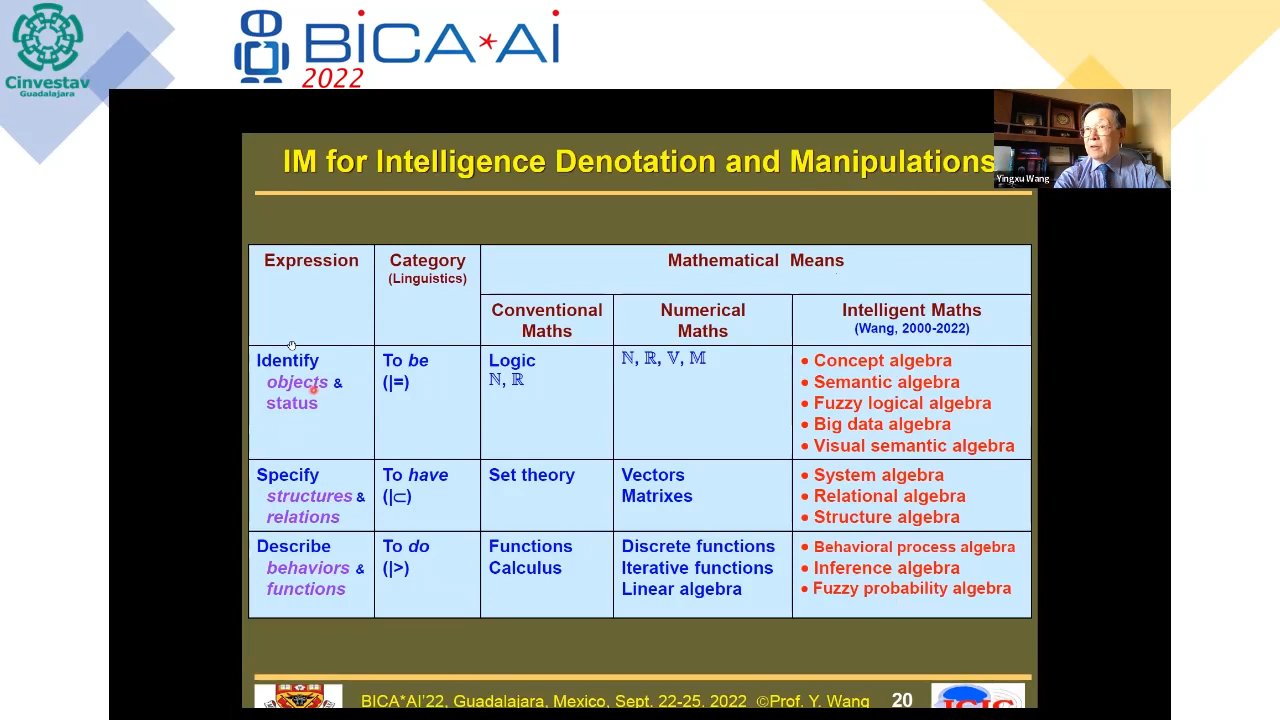 Cinvestav
Guadalajara
BiCA*Ai
2022
Yingxu Wang
IM for Intelligence Denotation and Manipulations
Expression
Category
(Linguistics)
Mathematical Means
Conventional
Maths
Numerical
Maths
Intelligent Maths
(Wang, 2000-2022)
Identify
objects &
status
To be
(|=)
Logic
ℕ, ℝ
ℕ, ℝ, 𝕍, 𝕄
• Concept algebra
• Semantic algebra
• Fuzzy logical algebra
• Big data algebra
• Visual semantic algebra
Specify
structures &
relations
To have
(|⊂)
Set theory
Vectors
Matrixes
• System algebra
• Relational algebra
• Structure algebra
Describe
behaviors &
functions
To do
(|>)
Functions
Calculus
Discrete functions
Iterative functions
Linear algebra
• Behavioral process algebra
• Inference algebra
• Fuzzy probability algebra
BICA*AI'22, Guadalajara, Mexico, Sept. 22-25, 2022 ©Prof. Y. Wang
20